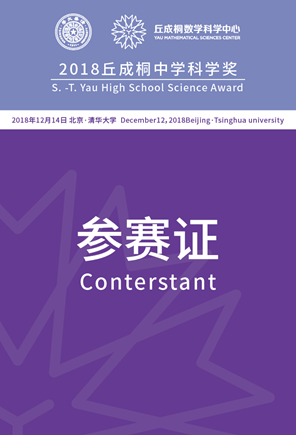 丘成桐数学科学中心
YAU MATHEMATICAL SCIENCES CENTER
2018丘成桐中学科学奖
S. -T. Yau High School Science Award
2018年12月14日 北京·清华大学 December12, 2018Beijing·Tsinghua university
参赛证
Conterstant